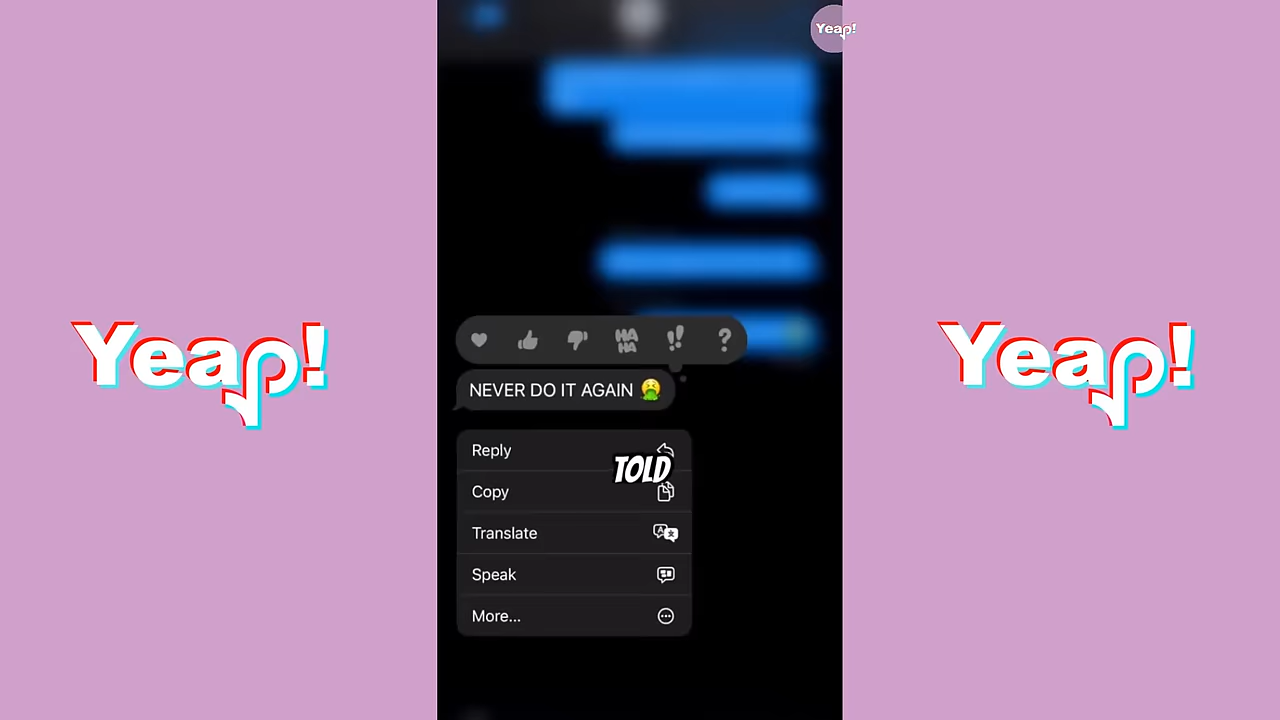 Yeap!
HA
HA
!!
?
NEVER DO IT AGAIN 🤮
Reply
TOLD
Copy
Translate
Speak
More...
Yeap!
Yeap!